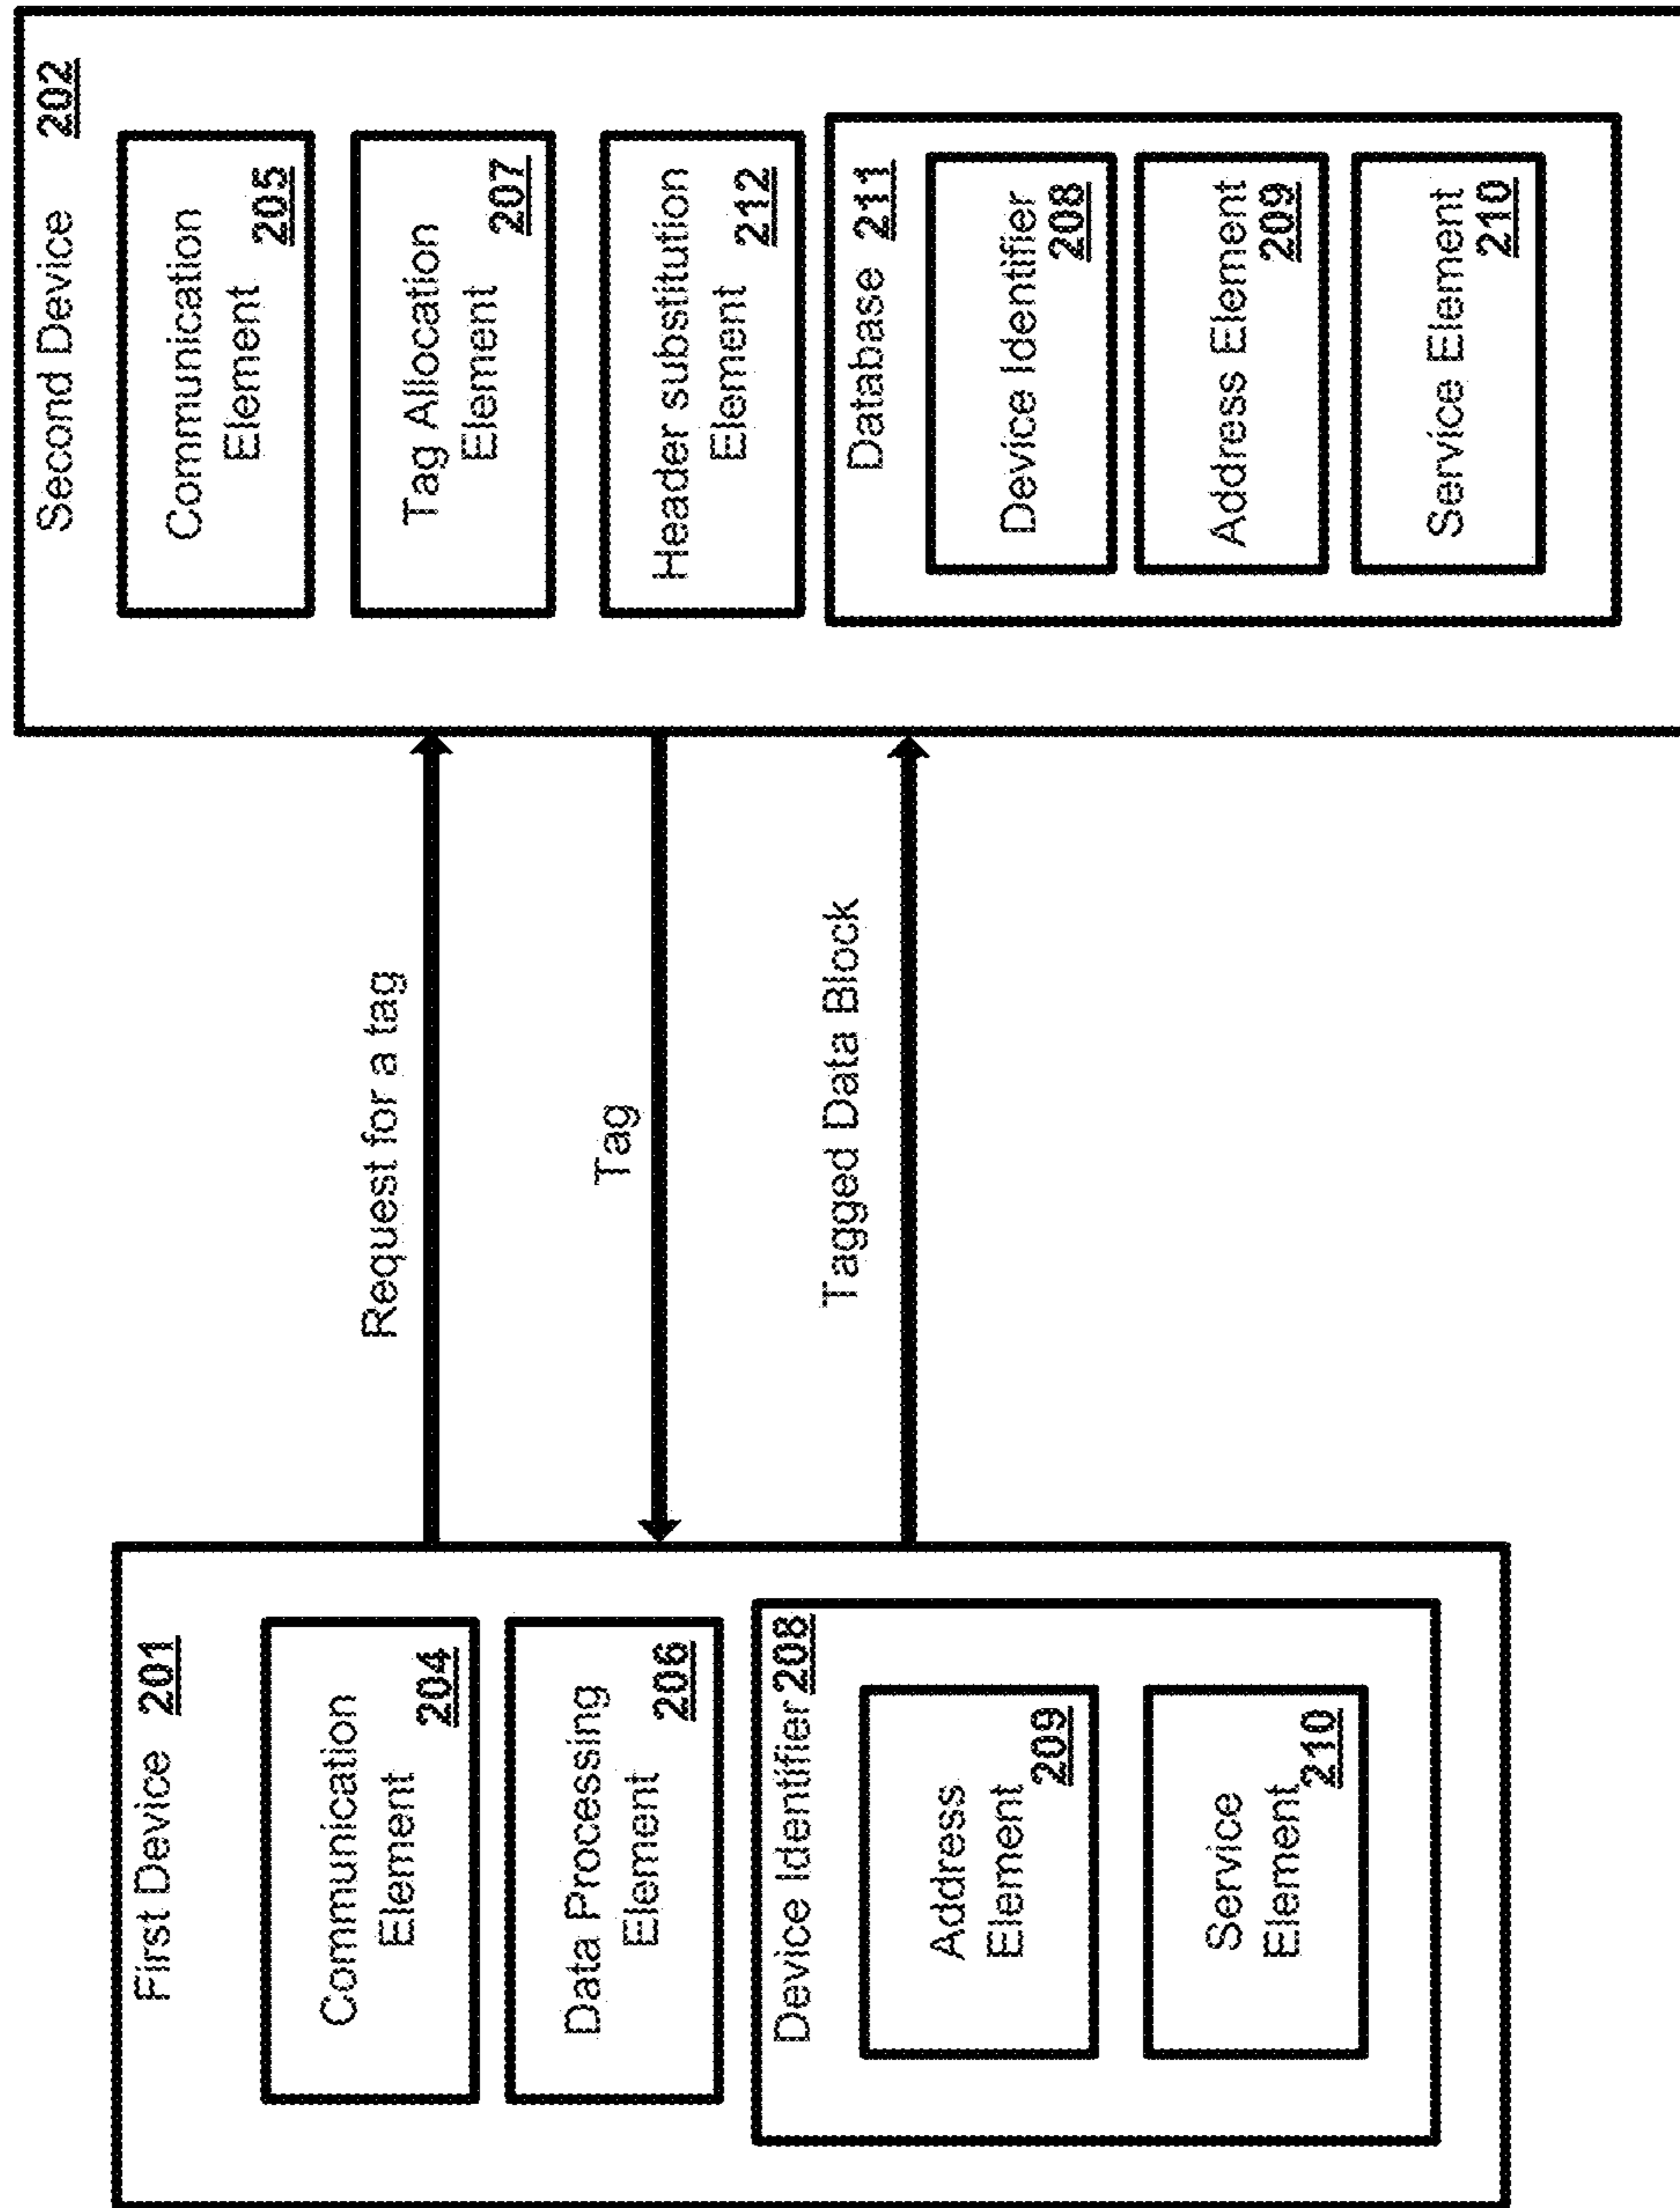 First Device 201
Communication
Element
204
Data Processing
Element
206
Device Identifier 208
Address
Element
209
Service
Element
210
Request for a tag
Tag
Tagged Data Block
Second Device 202
Communication
Element
205
Tag Allocation
Element
207
Header substitution
Element
212
Database 211
Device Identifier
208
Address Element
209
Service Element
210